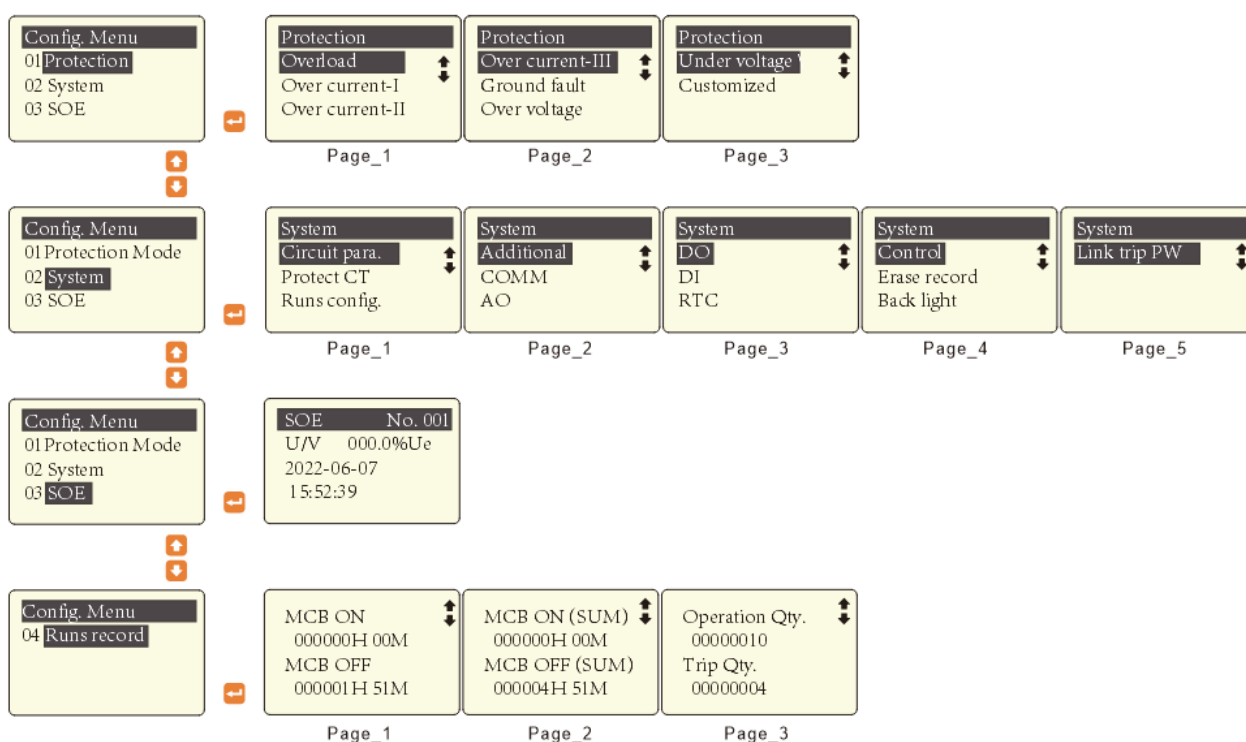 Config. Menu
01 Protection
02 System
03 SOE
Protection
Overload
Over current-I
Over current-II
Page_1
Protection
Over current-III
Ground fault
Over voltage
Page_2
Protection
Under voltage
Customized
Page_3
Config. Menu
01 Protection Mode
02 System
03 SOE
System
Circuit para.
Protect CT
Runs config.
Page_1
System
Additional
COMM
AO
Page_2
System
DO
DI
RTC
Page_3
System
Control
Erase record
Back light
Page_4
System
Link trip PW
Page_5
Config. Menu
01 Protection Mode
02 System
03 SOE
SOE No. 001
U/V 000.0%Ue
2022-06-07
15:52:39
Config. Menu
04 Runs record
MCB ON
000000H 00M
MCB OFF
000001H 51M
Page_1
MCB ON (SUM)
000000H 00M
MCB OFF (SUM)
000004H 51M
Page_2
Operation Qty.
00000010
Trip Qty.
00000004
Page_3